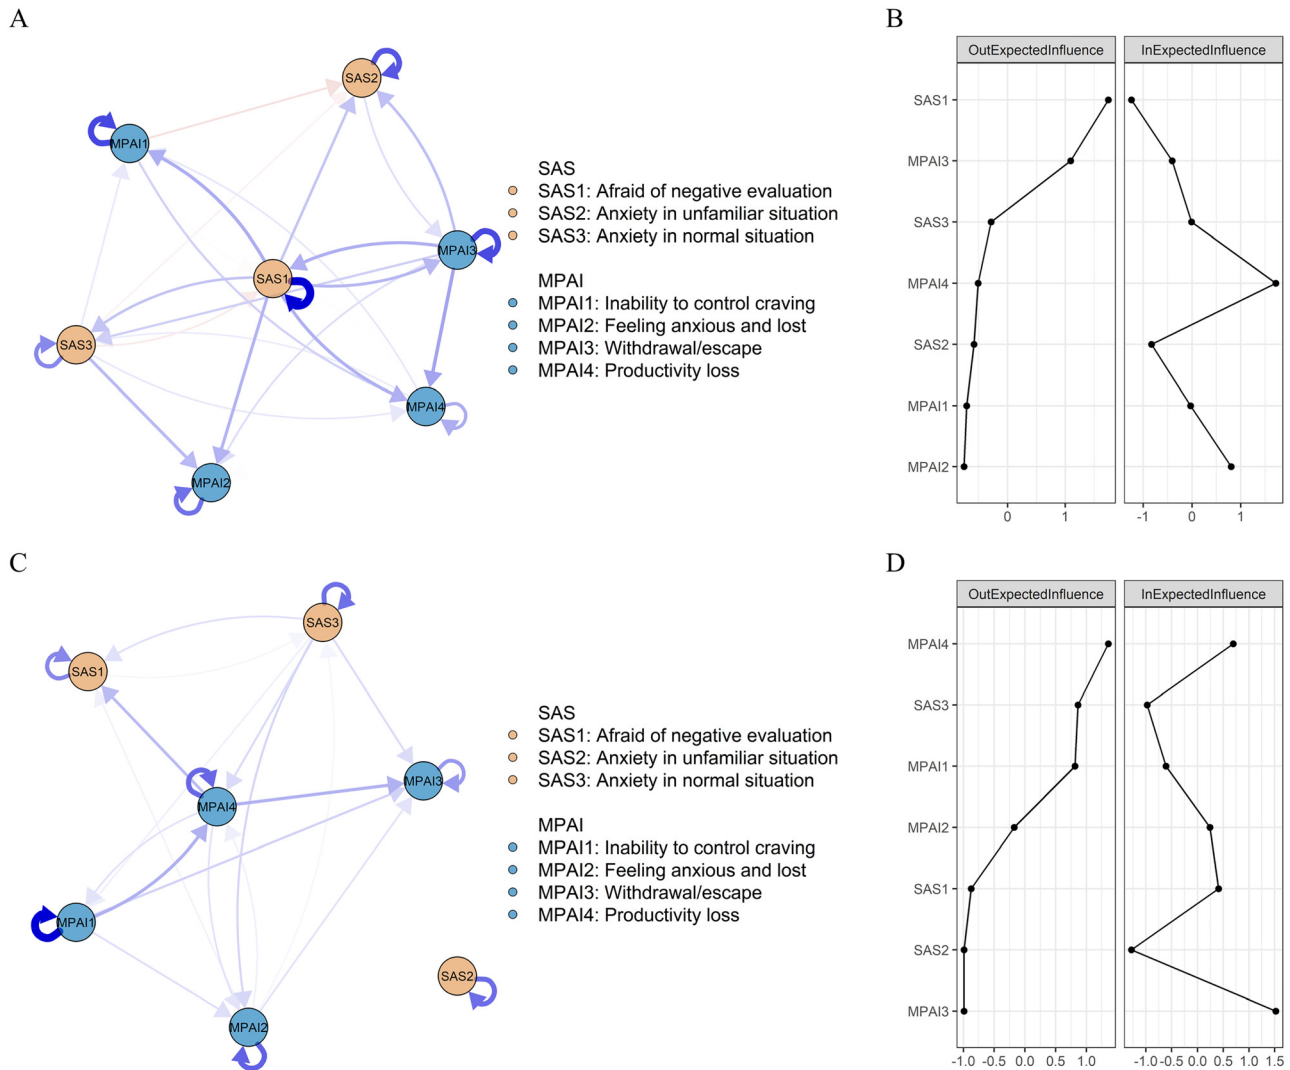 A
SAS2
MPAI1
MPAI3
SAS1
SAS3
MPAI4
MPAI2
SAS
SAS1: Afraid of negative evaluation
SAS2: Anxiety in unfamiliar situation
SAS3: Anxiety in normal situation
MPAI
MPAI1: Inability to control craving
MPAI2: Feeling anxious and lost
MPAI3: Withdrawal/escape
MPAI4: Productivity loss
B
OutExpectedInfluence InExpectedInfluence
SAS1
MPAI3
SAS3
MPAI4
SAS2
MPAI1
MPAI2
0 1 -1 0 1
C
SAS3
SAS1
MPAI3
MPAI4
MPAI1
SAS2
MPAI2
SAS
SAS1: Afraid of negative evaluation
SAS2: Anxiety in unfamiliar situation
SAS3: Anxiety in normal situation
MPAI
MPAI1: Inability to control craving
MPAI2: Feeling anxious and lost
MPAI3: Withdrawal/escape
MPAI4: Productivity loss
D
OutExpectedInfluence InExpectedInfluence
MPAI4
SAS3
MPAI1
MPAI2
SAS1
SAS2
MPAI3
-1.0 -0.5 0.0 0.5 1.0 -1.0 -0.5 0.0 0.5 1.0 1.5